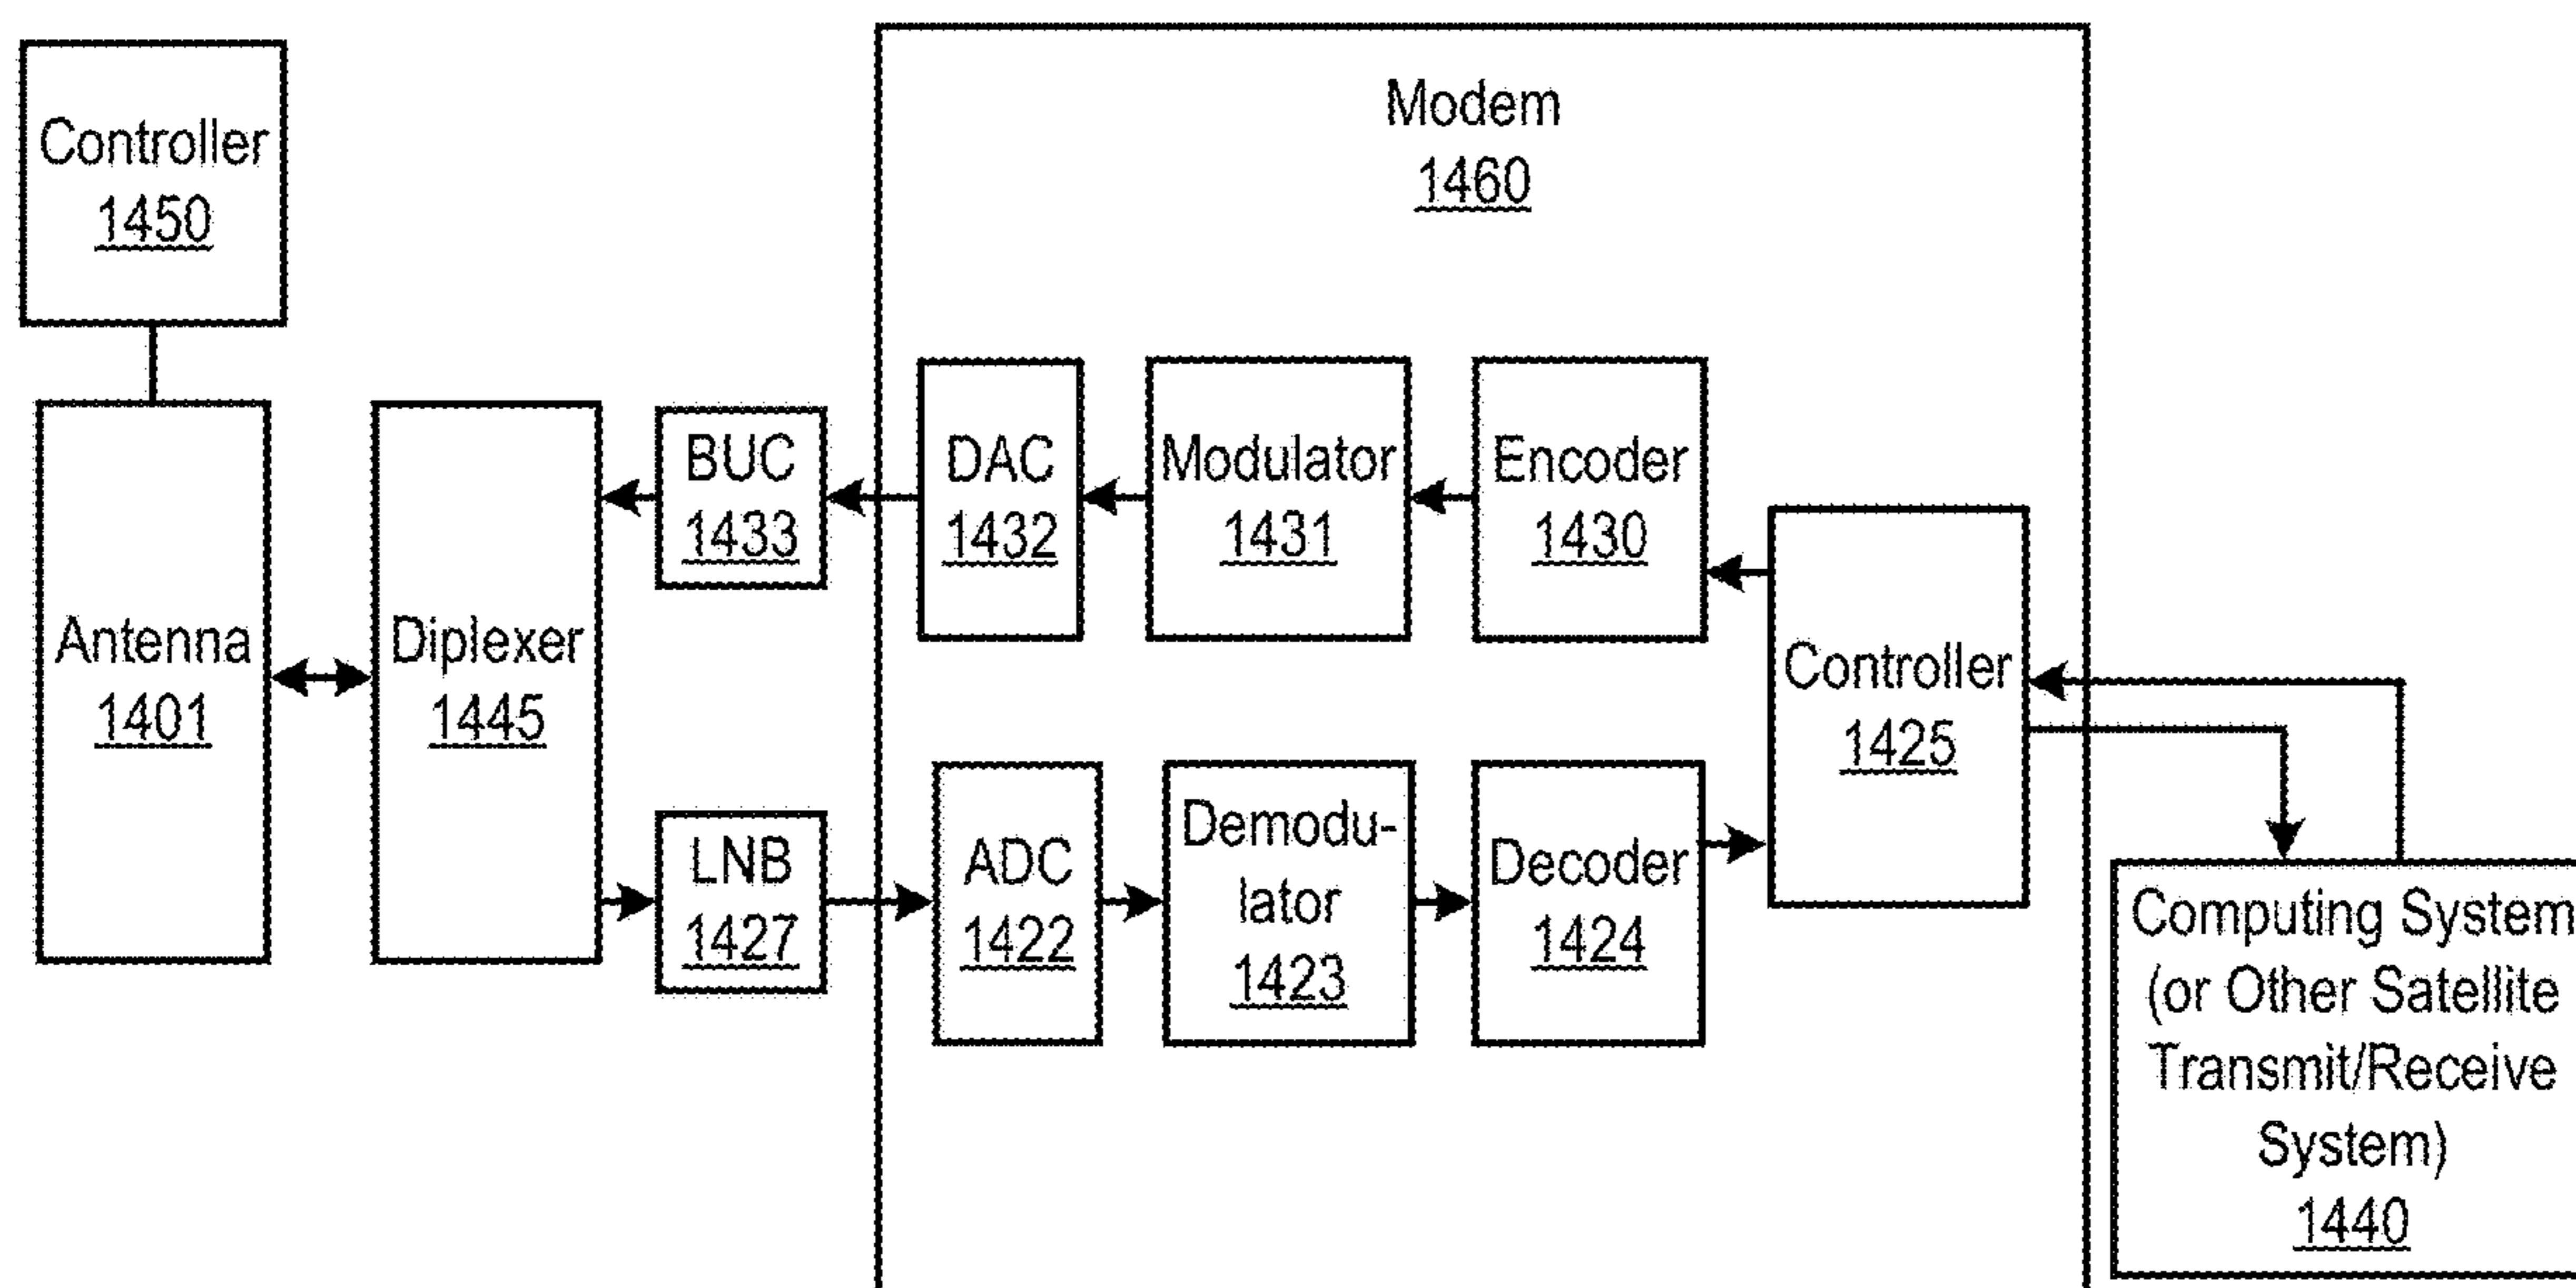 Controller
1450
Modem
1460
BUC
1433
DAC
1432
Modulator
1431
Encoder
1430
Antenna
1401
Diplexer
1445
Controller
1425
LNB
1427
ADC
1422
Demodu-
lator
1423
Decoder
1424
Computing System
(or Other Satellite
Transmit/Receive
System)
1440